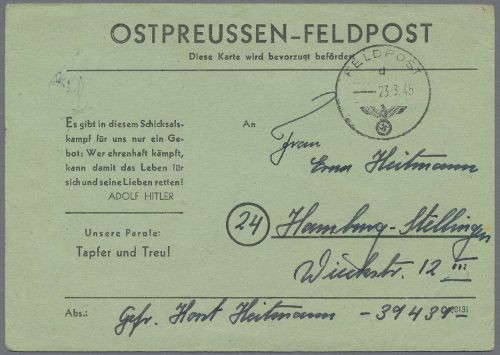 OSTPREUSSEN-FELDPOST
Diese Karte wird bevorzugt befördert
FELDPOST
d
23.3.45
Es gibt in diesem Schicksals-
kampf für uns nur ein Ge-
bot: Wer ehrenhaft kämpft,
kann damit das Leben für
sich und seine Lieben retten!
ADOLF HITLER
Unsere Parole:
Tapfer und Treu!
An
Frau
Erna Heitmann
24 Hamburg-Stellingen
Wieckstr. 12 III
Abs.: Gefr. Horst Heitmann - 39439 -